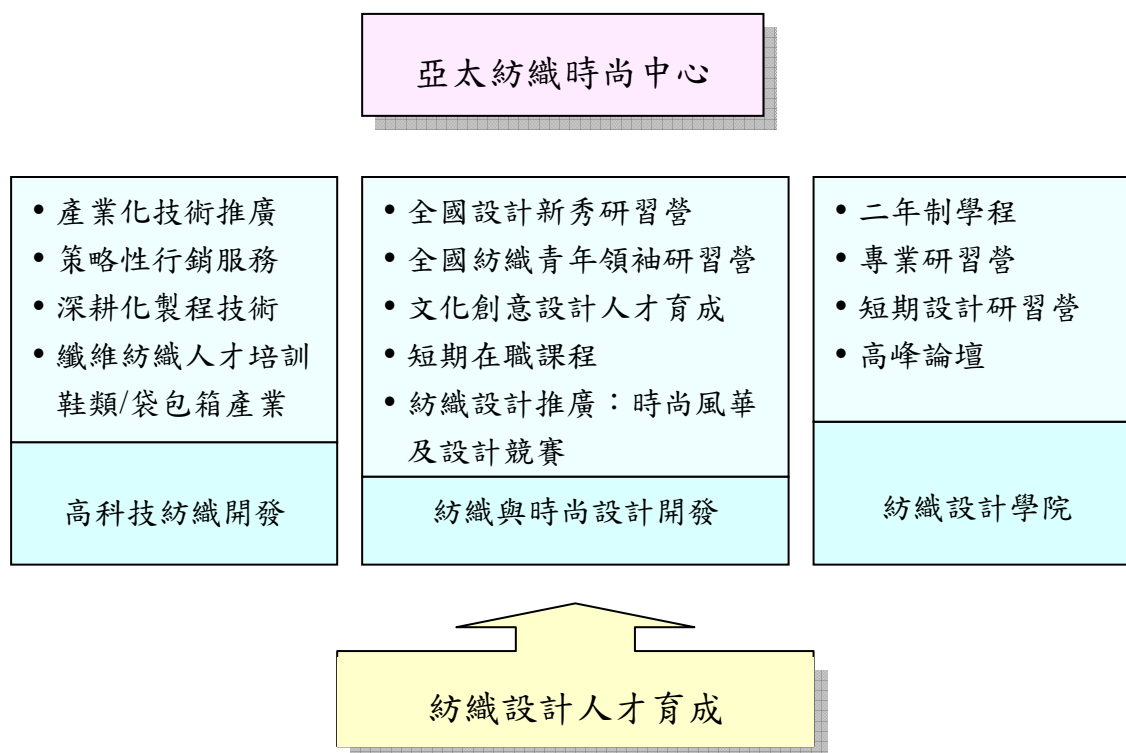 亞太紡織時尚中心
• 產業化技術推廣
• 策略性行銷服務
• 深耕化製程技術
• 纖維紡織人才培訓
鞋類/袋包箱產業
高科技紡織開發
• 全國設計新秀研習營
• 全國紡織青年領袖研習營
• 文化創意設計人才育成
• 短期在職課程
• 紡織設計推廣：時尚風華
及設計競賽
紡織與時尚設計開發
• 二年制學程
• 專業研習營
• 短期設計研習營
• 高峰論壇
紡織設計學院
紡織設計人才育成